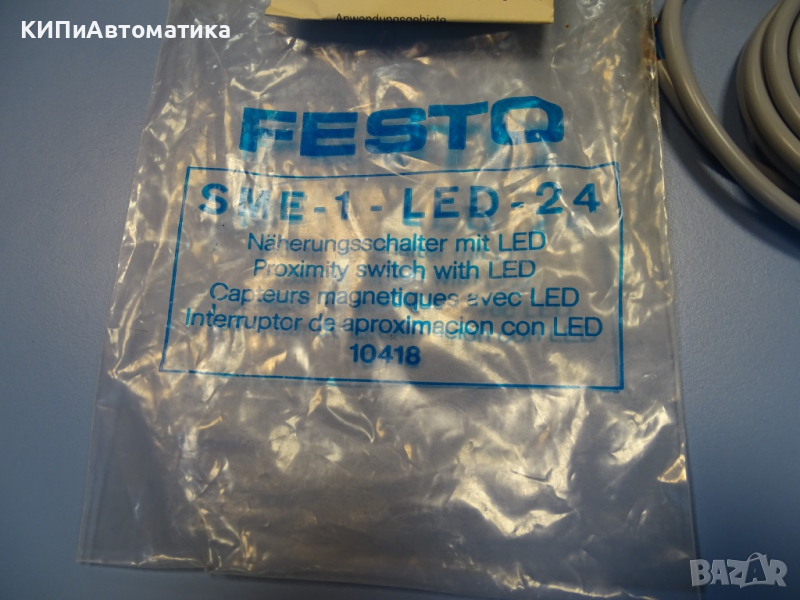 КИПиАвтоматика
Anwendungsgebiete
FESTO
SME-1-LED-24
Näherungsschalter mit LED
Proximity switch with LED
Capteurs magnetiques avec LED
Interruptor de aproximacion con LED
10418
BAZAR